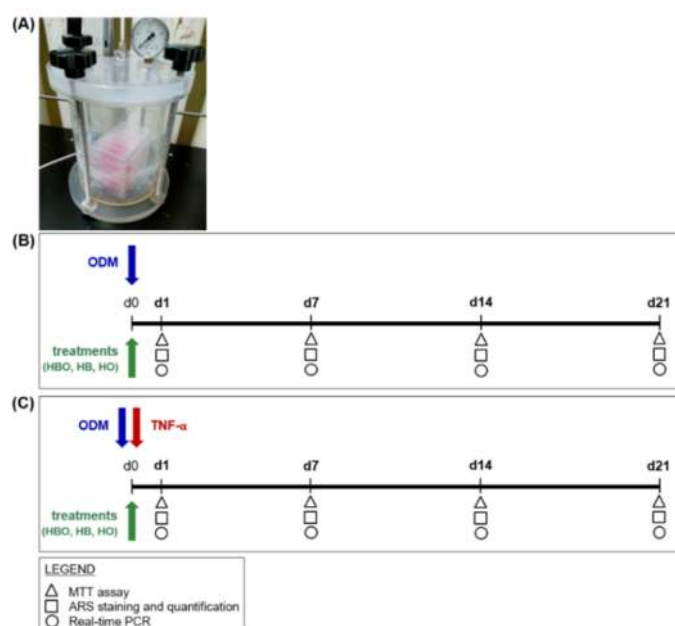 (A)
(B)
ODM
d0 d1 d7 d14 d21
treatments
(HBO, HB, HO)
(C)
ODM TNF-α
d0 d1 d7 d14 d21
treatments
(HBO, HB, HO)
LEGEND
MTT assay
ARS staining and quantification
Real-time PCR